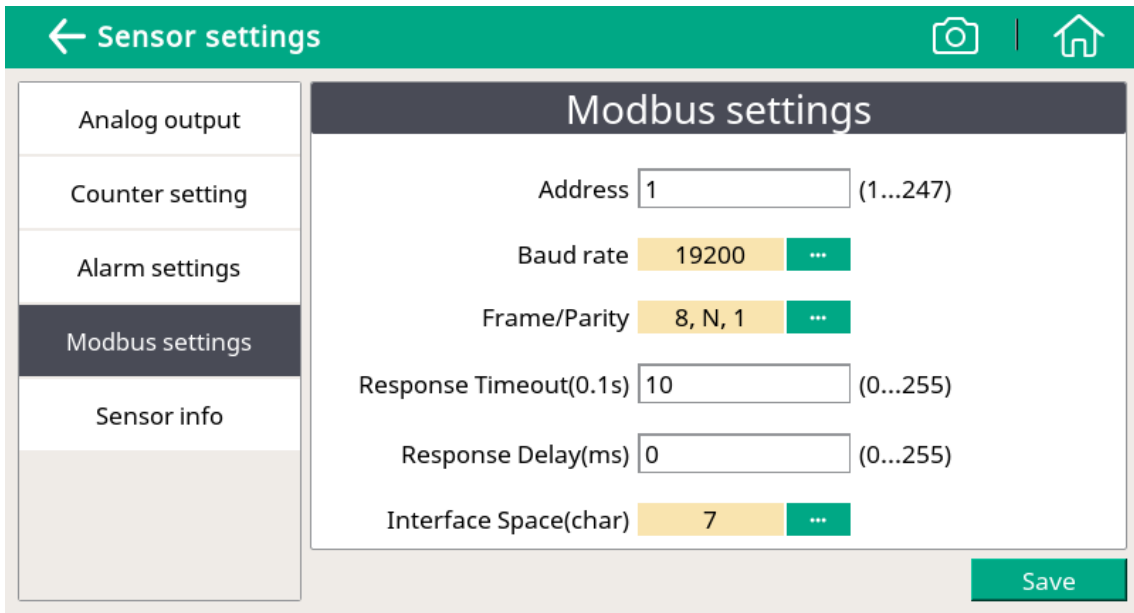 Sensor settings
Analog output
Counter setting
Alarm settings
Modbus settings
Sensor info
Modbus settings
Address 1 (1...247)
Baud rate 19200 ...
Frame/Parity 8, N, 1 ...
Response Timeout(0.1s) 10 (0...255)
Response Delay(ms) 0 (0...255)
Interface Space(char) 7 ...
Save